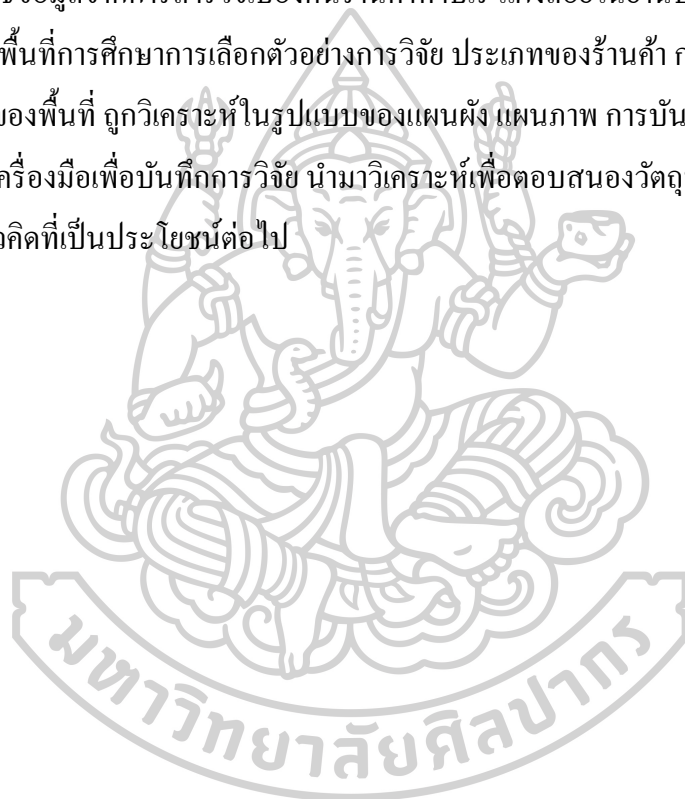 พื้นที่การศึกษาการเลือกตัวอย่างการวิจัย ประเภทของร้านค้า
ของพื้นที่ ถูกวิเคราะห์ในรูปแบบของแผนผัง แผนภาพ การบัน
ครื่องมือเพื่อบันทึกการวิจัย นำมาวิเคราะห์เพื่อตอบสนองวัตถุ
วคิดที่เป็นประโยชน์ต่อไป
มหาวิทยาลัยศิลปากร